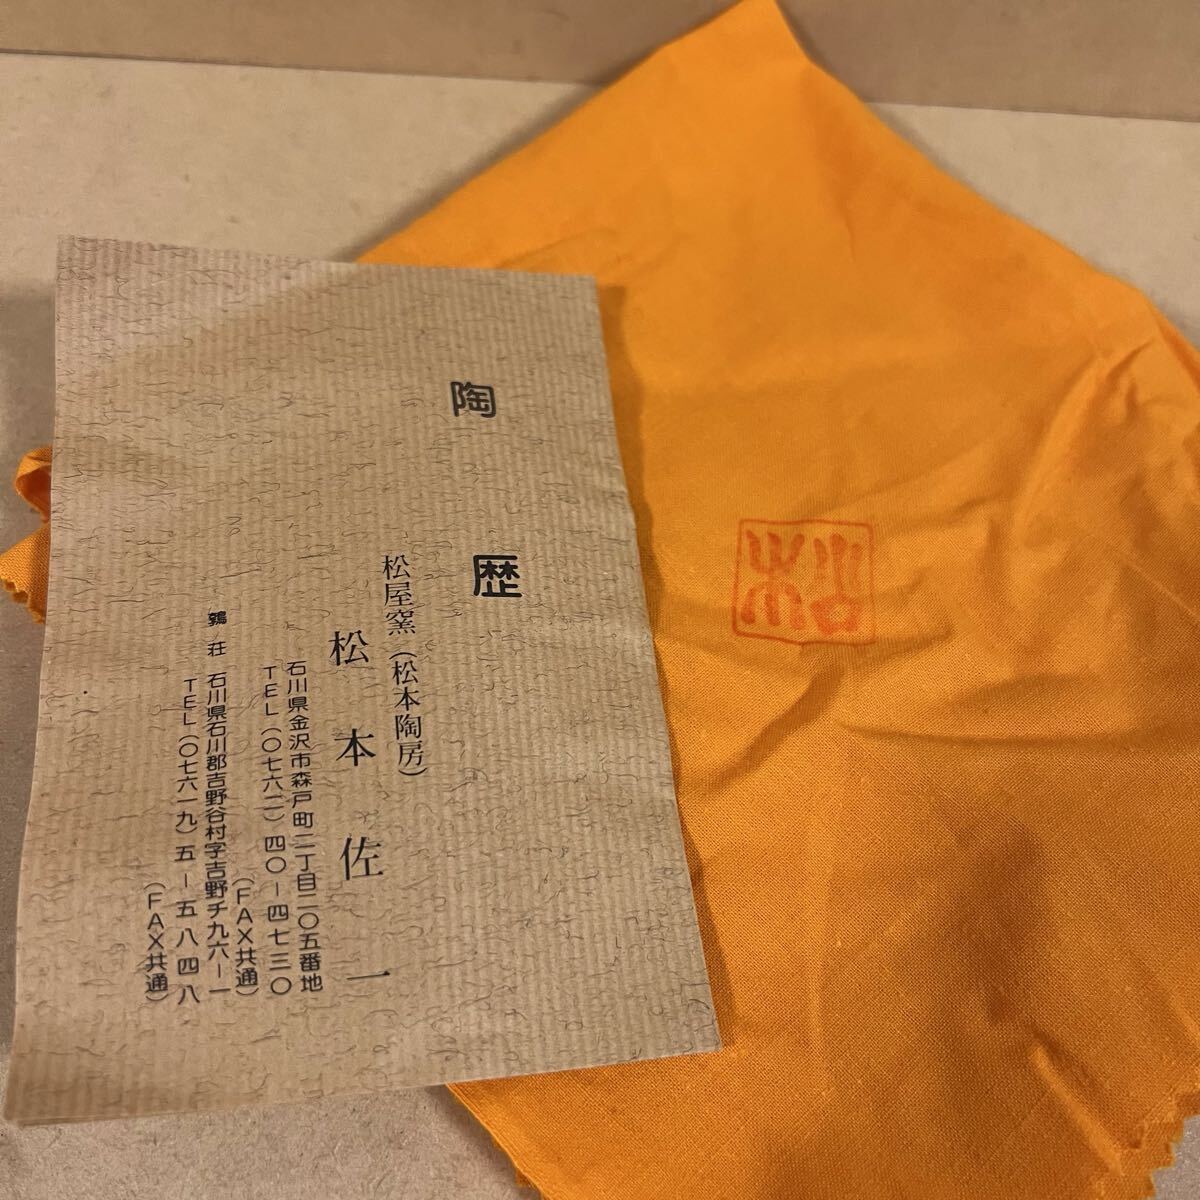 陶歴
松屋窯（松本陶房）
松本佐一
石川県金沢市森戸町二丁目二〇五番地
ＴＥＬ（〇七六二）四〇－四七三〇
（ＦＡＸ共通）
鶉荘 石川県石川郡吉野谷村字吉野チ九六－一
ＴＥＬ（〇七六一九）五－五八四八
（ＦＡＸ共通）